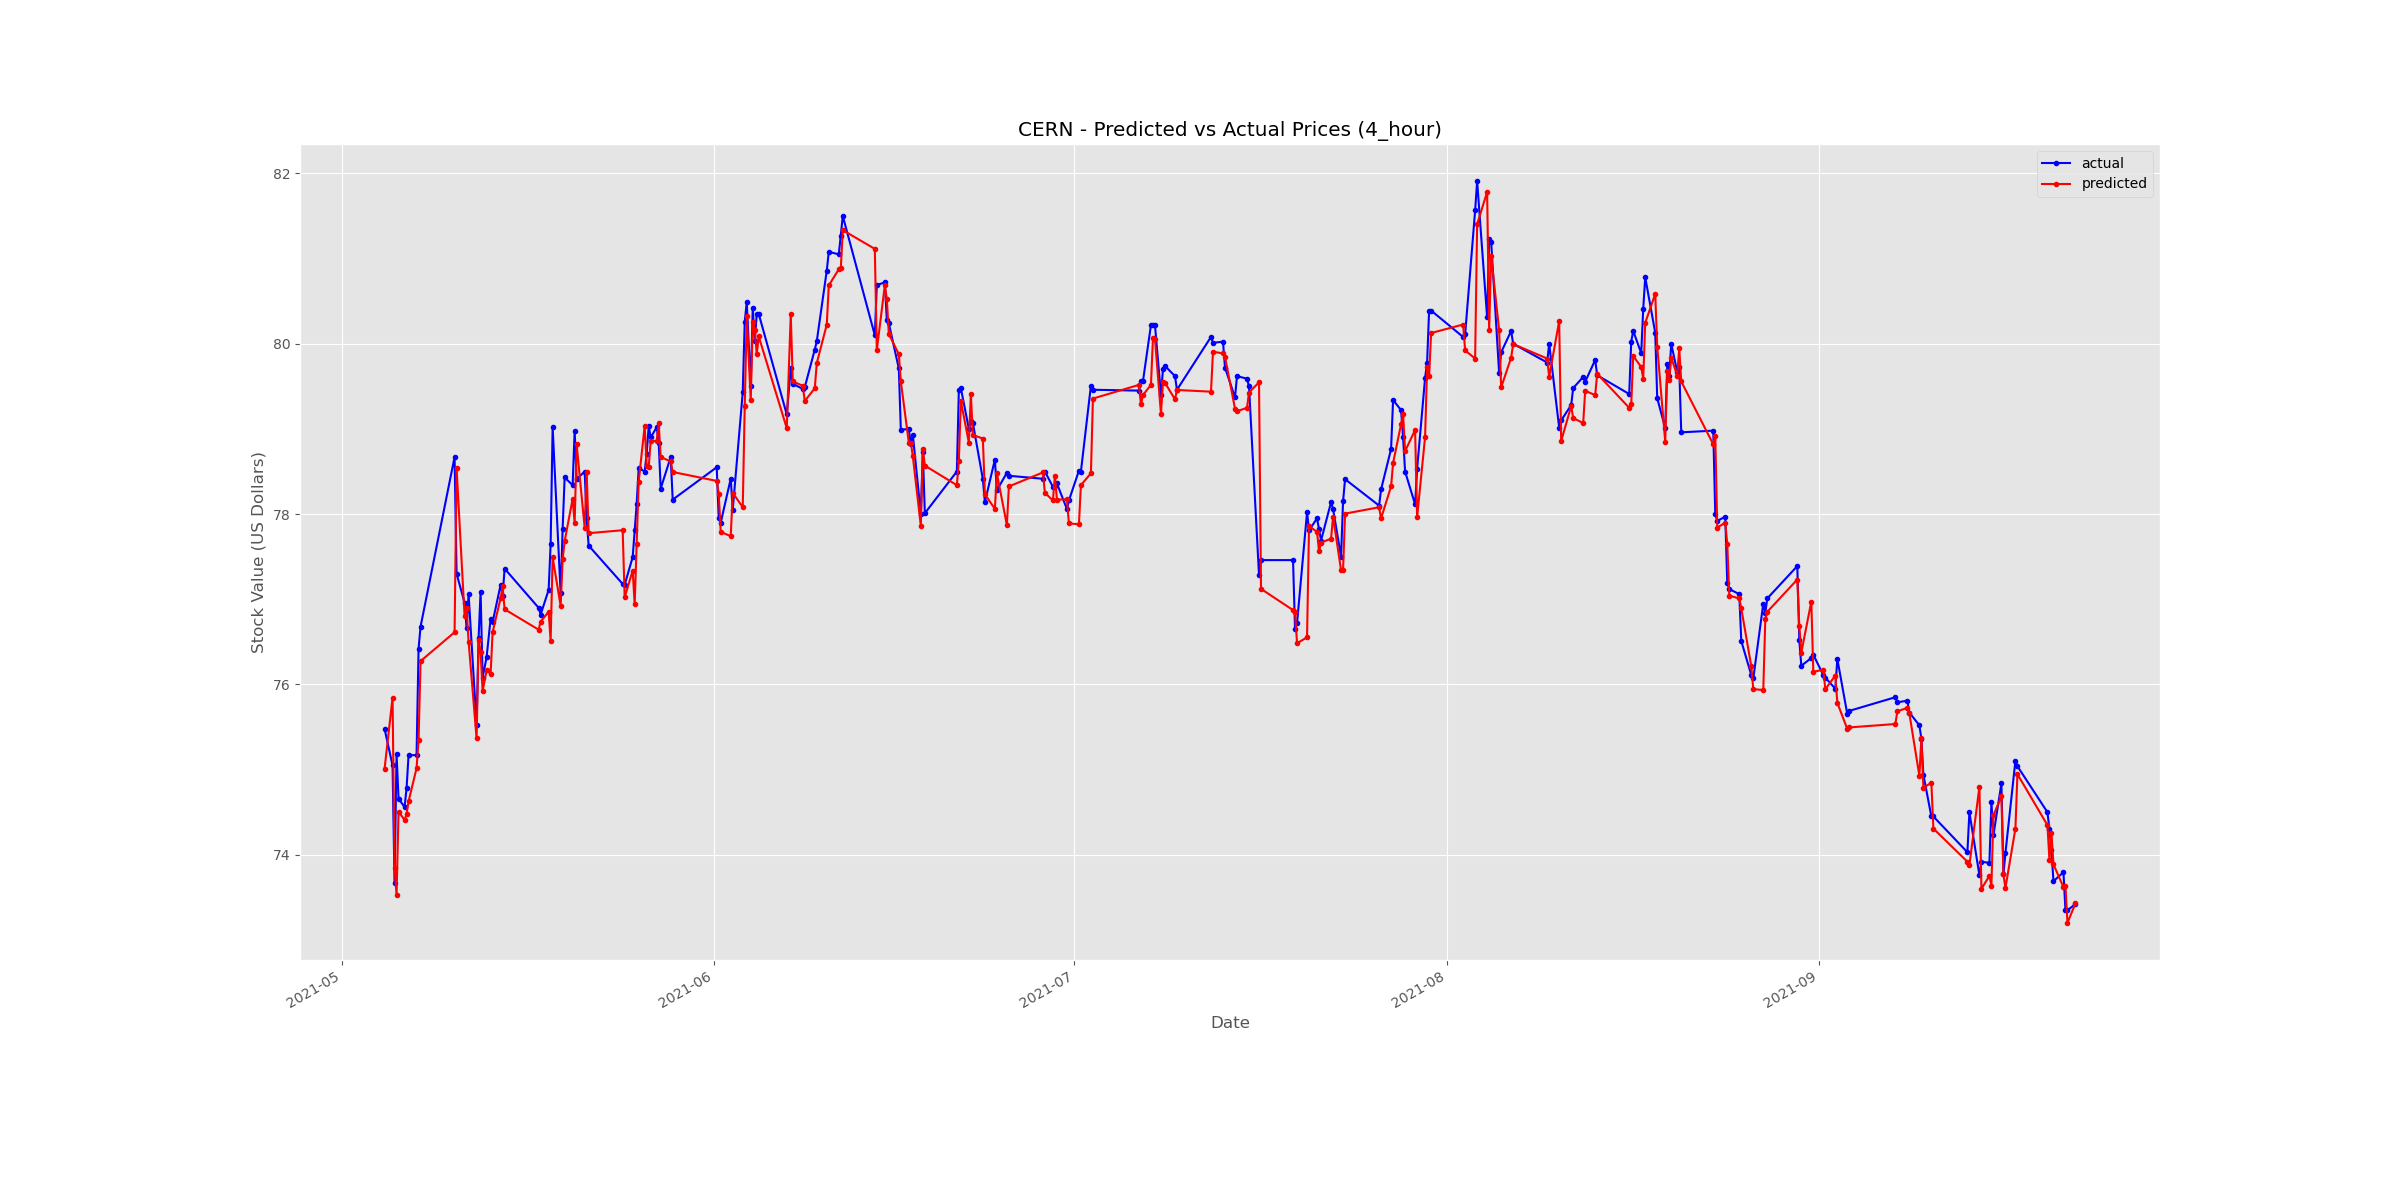 CERN - Predicted vs Actual Prices (4_hour)
actual
predicted
82
80
78
76
74
Stock Value (US Dollars)
2021-05
2021-06
2021-07
2021-08
2021-09
Date